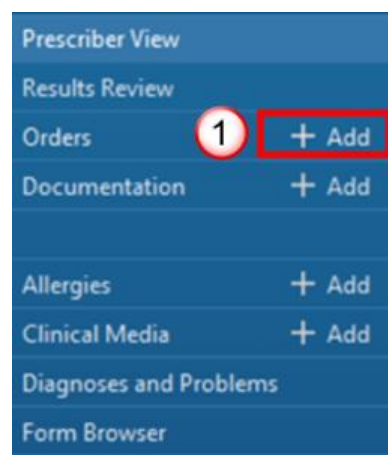 Prescriber View
Results Review
Orders 1 + Add
Documentation + Add
Allergies + Add
Clinical Media + Add
Diagnoses and Problems
Form Browser